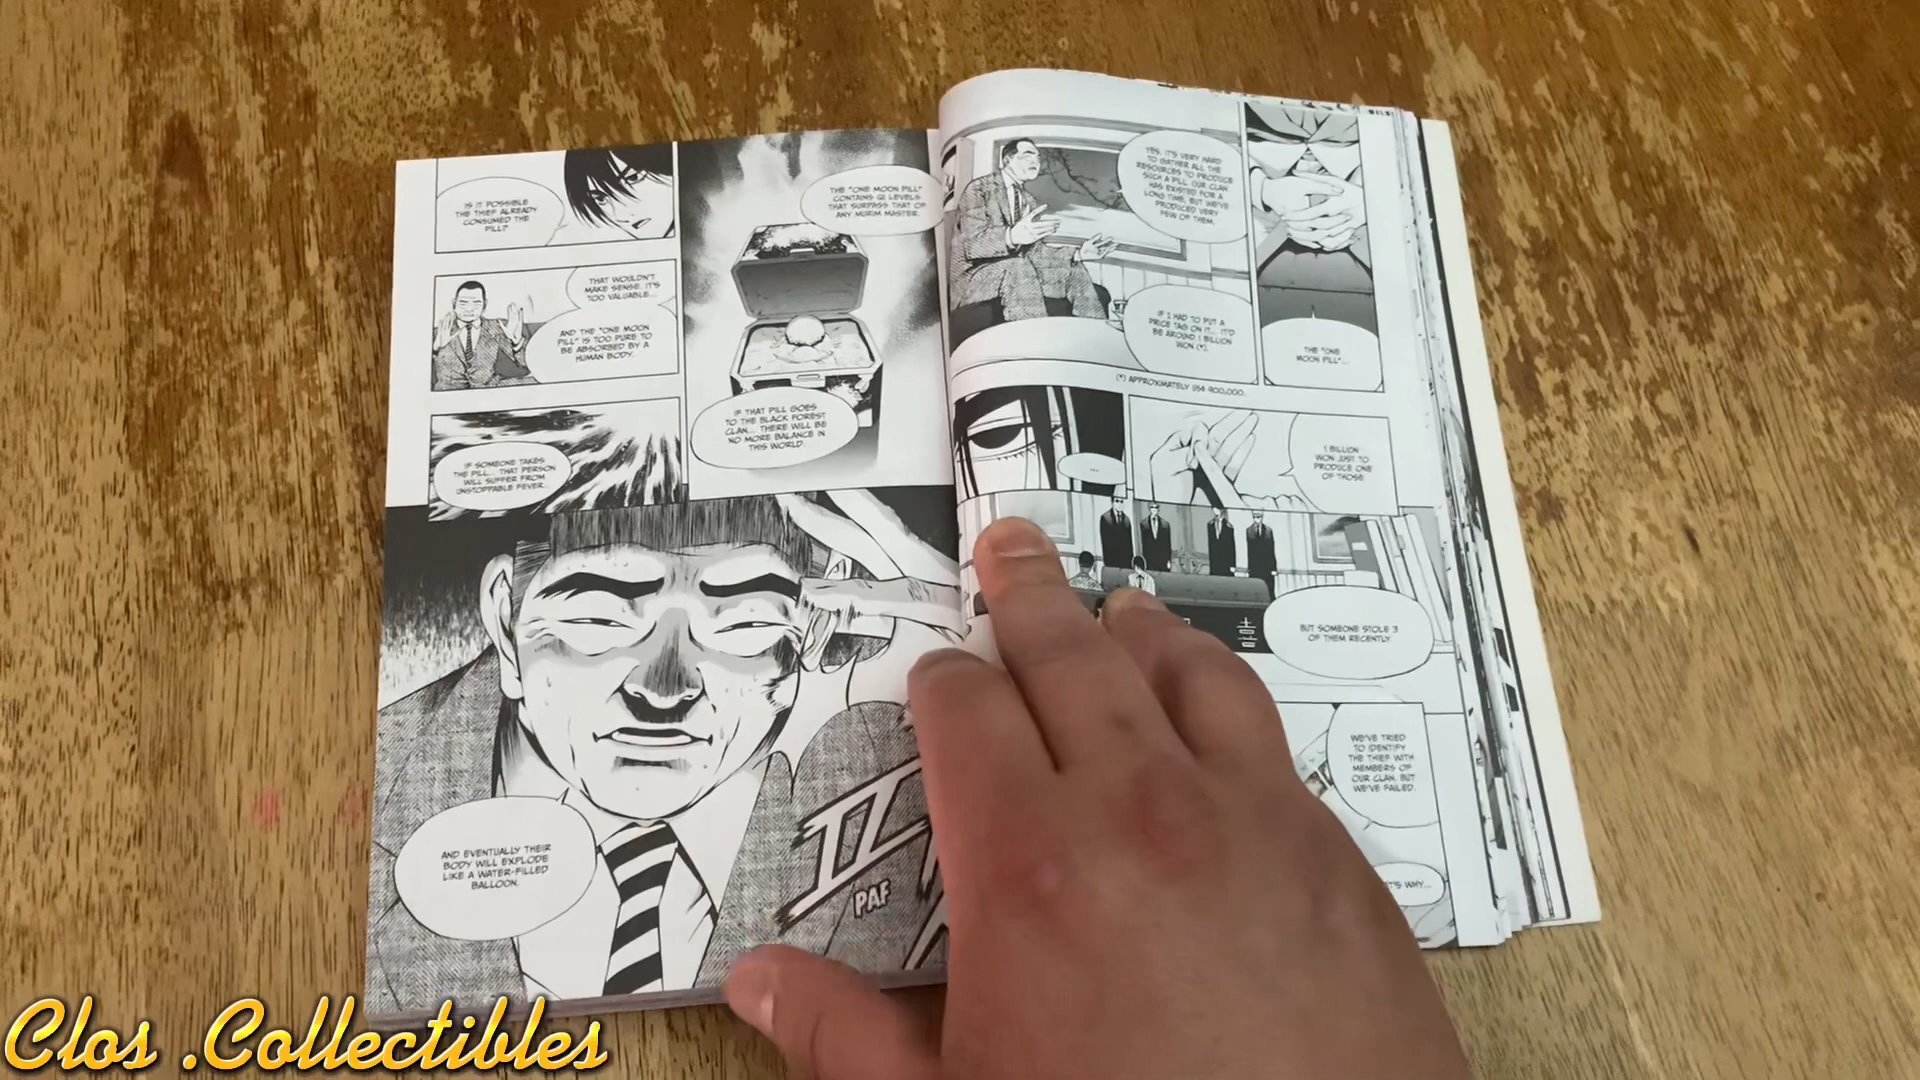 IS IT POSSIBLE
THE THIEF ALREADY
CONSUMED THE
PILL?
THAT WOULDN'T
MAKE SENSE. IT'S
TOO VALUABLE...
AND THE "ONE MOON
PILL" IS TOO PURE TO
BE ABSORBED BY A
HUMAN BODY.
IF SOMEONE TAKES
THE PILL... THAT PERSON
WILL SUFFER FROM
UNSTOPPABLE FEVER...
THE "ONE MOON PILL"
CONTAINS QI LEVELS
THAT SURPASS THAT OF
ANY MURIM MASTER.
IF THAT PILL GOES
TO THE BLACK FOREST
CLAN... THERE WILL BE
NO MORE BALANCE IN
THIS WORLD.
AND EVENTUALLY THEIR
BODY WILL EXPLODE
LIKE A WATER-FILLED
BALLOON.
PAF
YES. IT'S VERY HARD
TO GATHER ALL THE
RESOURCES TO PRODUCE
SUCH A PILL. OUR CLAN
HAS EXISTED FOR A
LONG TIME, BUT WE'VE
PRODUCED VERY
FEW OF THEM.
IF I HAD TO PUT A
PRICE TAG ON IT... IT'D
BE AROUND 1 BILLION
WON (*).
THE "ONE
MOON PILL"...
(*) APPROXIMATELY US$ 900,000.
...
1 BILLION
WON JUST TO
PRODUCE ONE
OF THOSE.
BUT SOMEONE STOLE 3
OF THEM RECENTLY.
WE'VE TRIED
TO IDENTIFY
THE THIEF WITH
MEMBERS OF
OUR CLAN. BUT
WE'VE FAILED.
WHY...
Clos .Collectibles